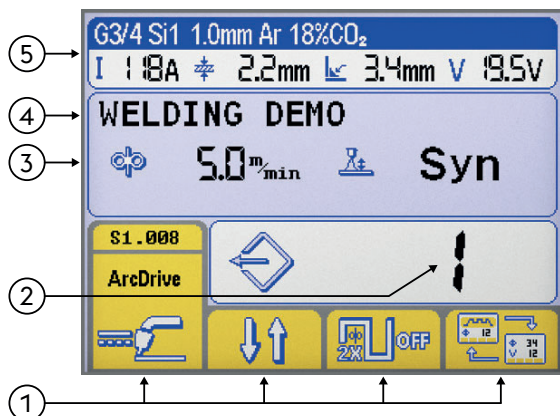 G3/4 Si1 1.0mm Ar 18%CO₂
I 118A 2.2mm 3.4mm V 19.5V
WELDING DEMO
5.0 m/min Syn
S1.008
ArcDrive
1
2X OFF
Φ 12 Φ 34
V 12
5
4
3
2
1